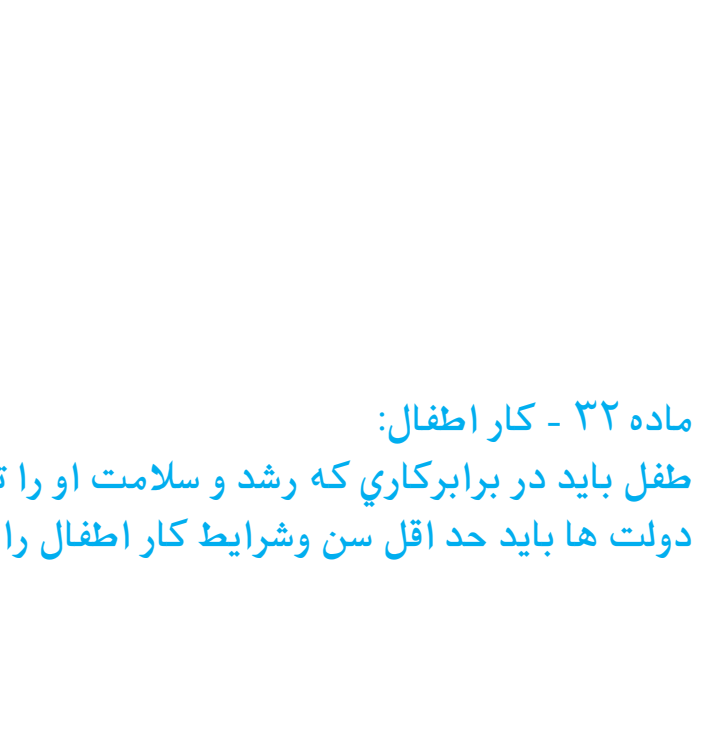 ماده ۳۲ - کار اطفال:
طفل باید در برابرکاري که رشد و سلامت او را
دولت ها باید حد اقل سن وشرایط کار اطفال را